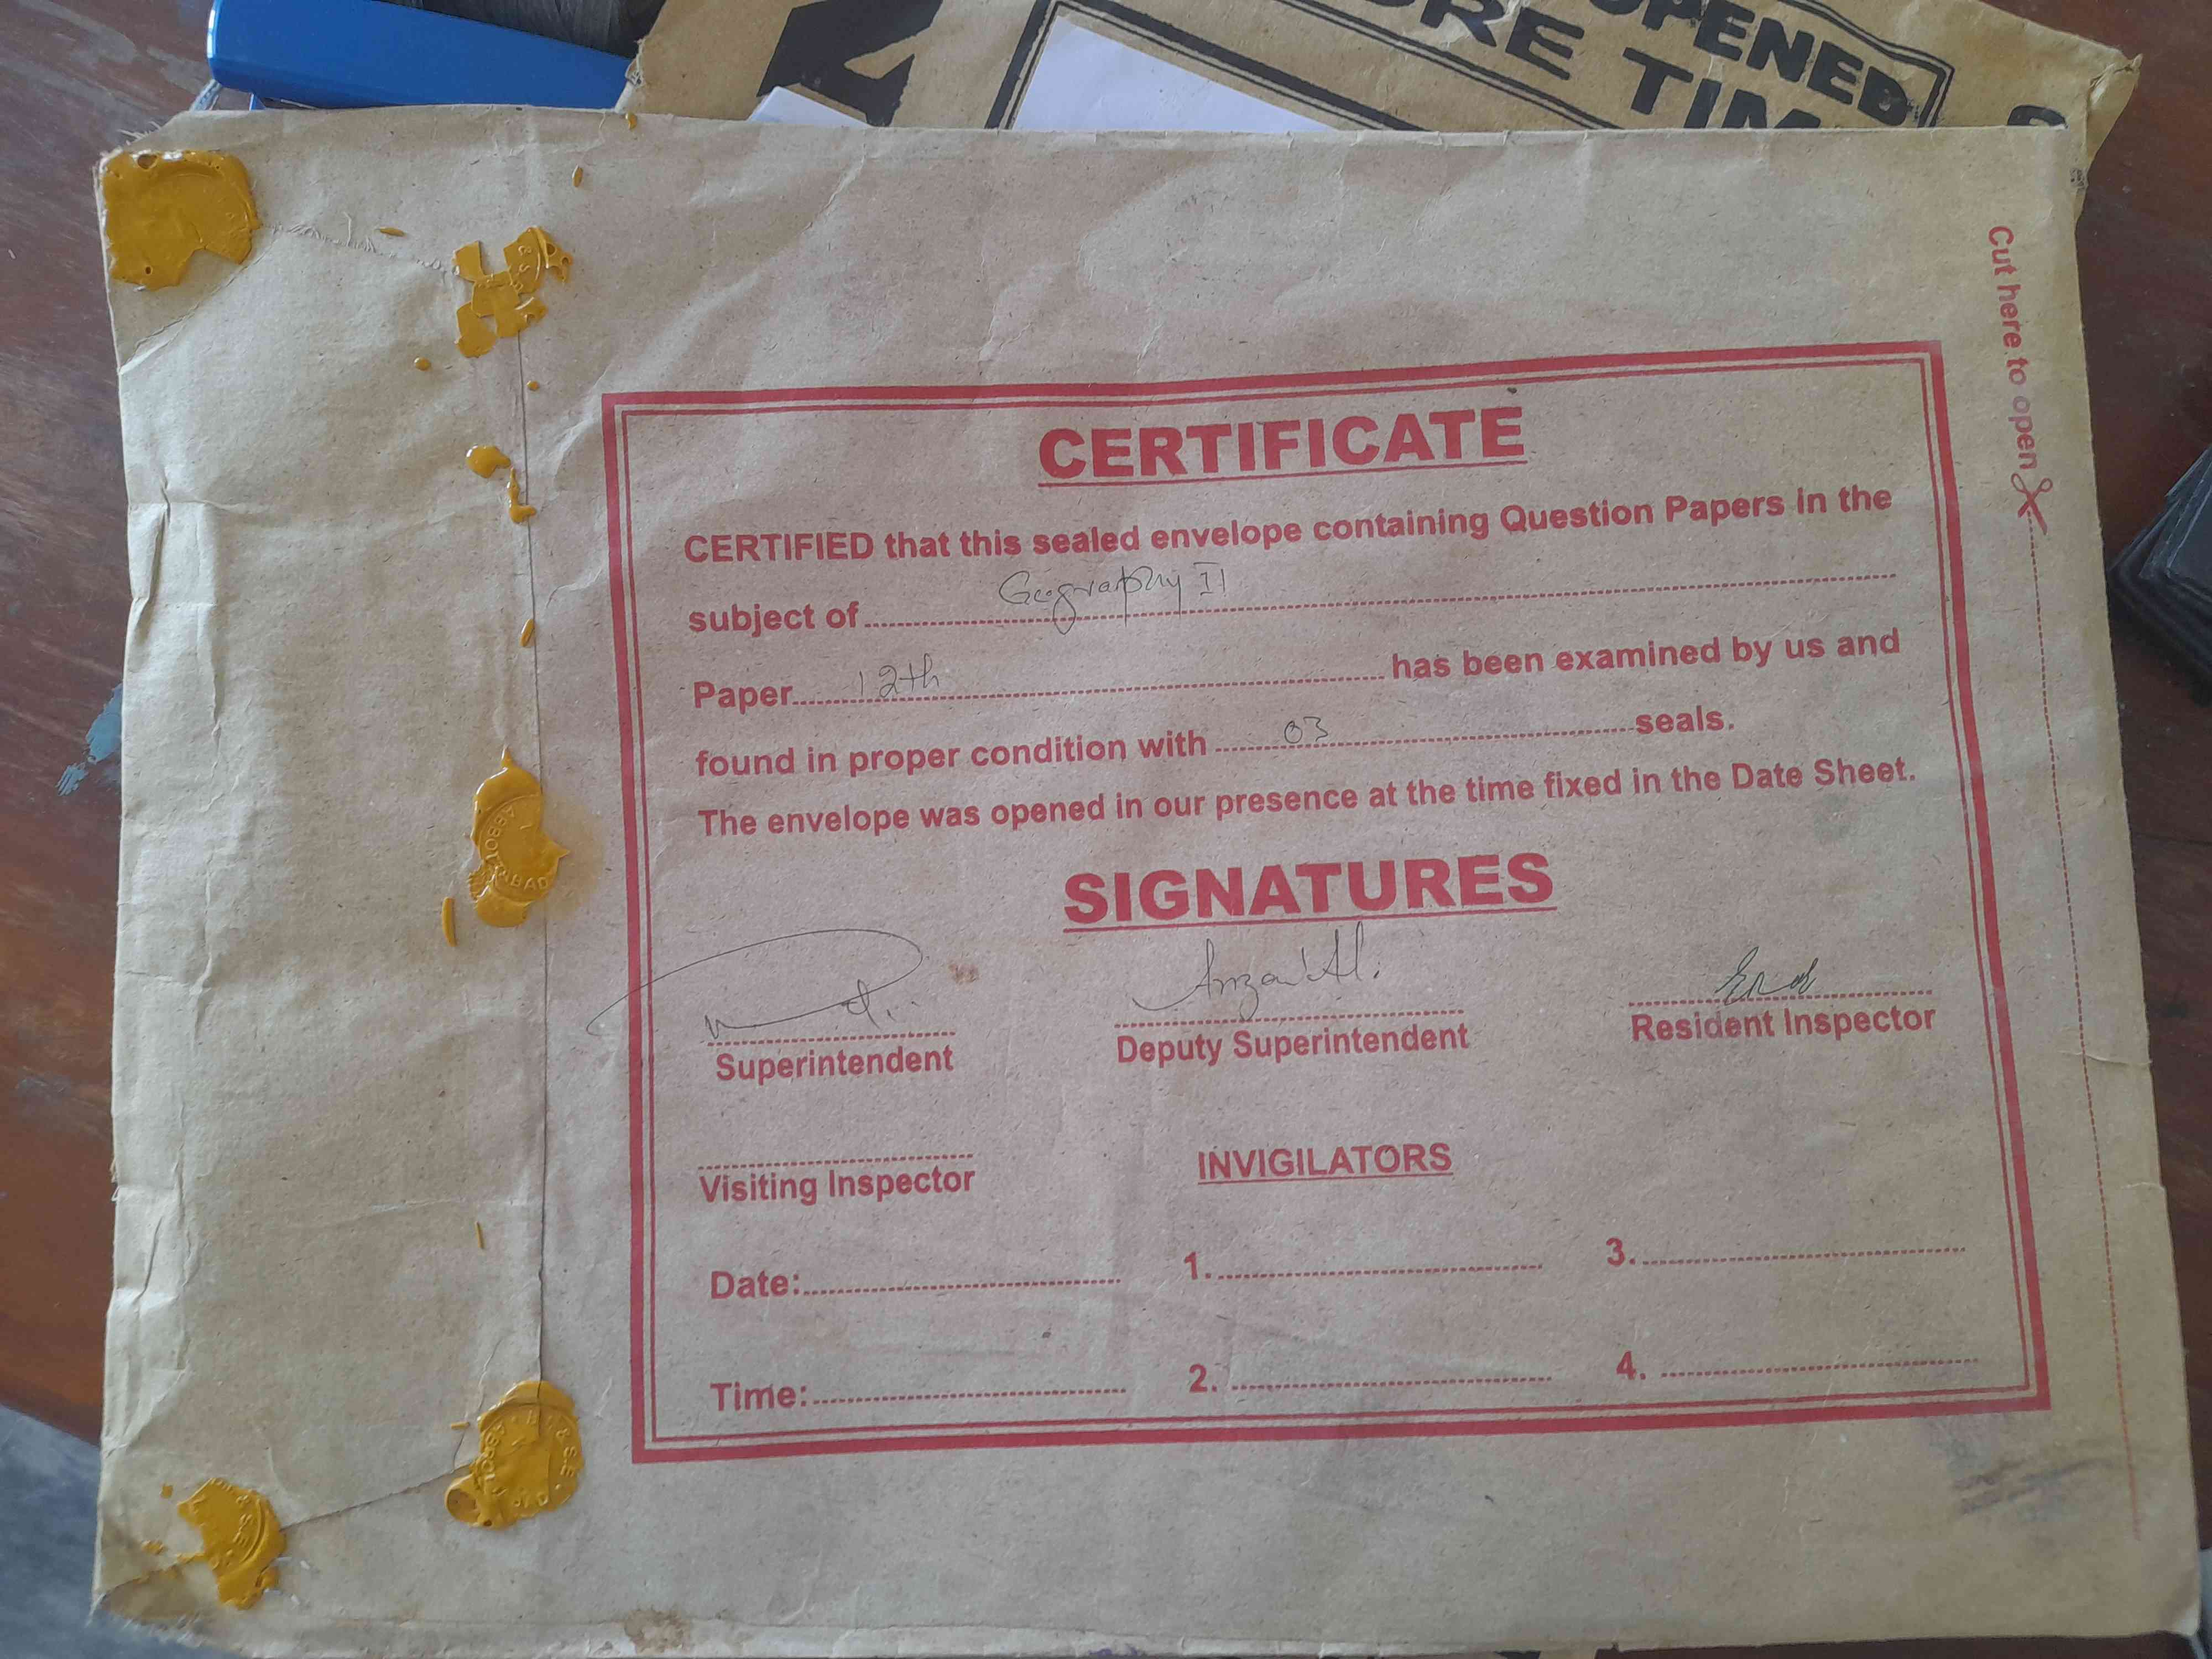 OPENED
RE TIM
Cut here to open
CERTIFICATE
CERTIFIED that this sealed envelope containing Question Papers in the
subject of Geography II
Paper 12th has been examined by us and
found in proper condition with 03 seals.
The envelope was opened in our presence at the time fixed in the Date Sheet.
SIGNATURES
Superintendent
Deputy Superintendent
Resident Inspector
Visiting Inspector
INVIGILATORS
Date:
1.
3.
Time:
2.
4.
ABBOTTABAD